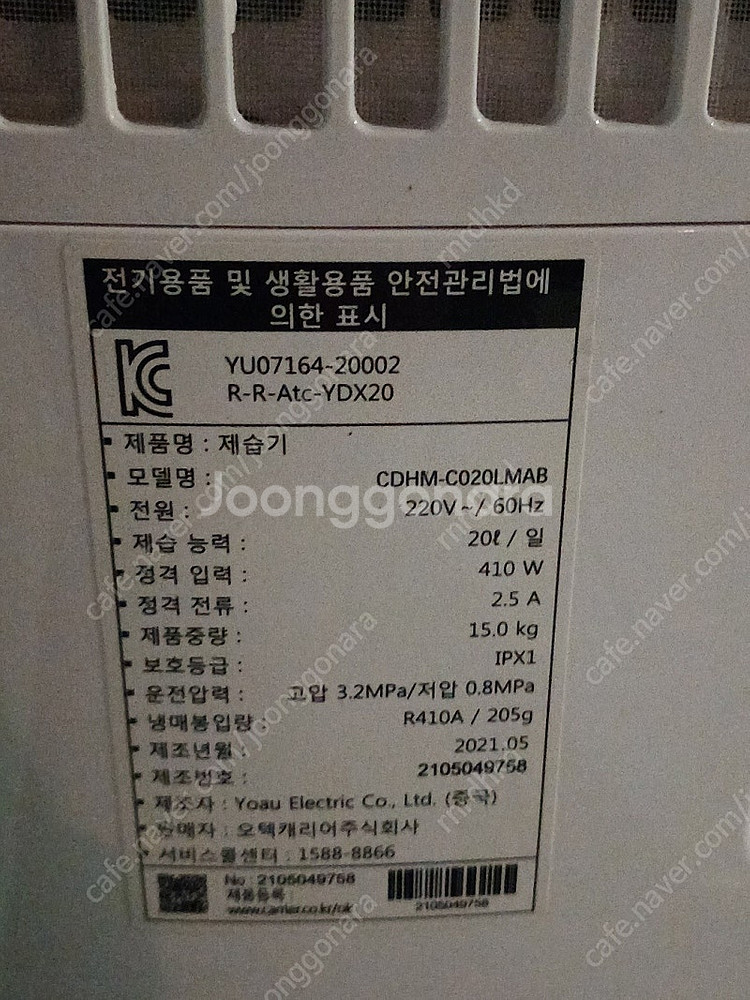 전기용품 및 생활용품 안전관리법에
의한 표시
YU07164-20002
R-R-Atc-YDX20
제품명 : 제습기
모델명 : CDHM-C020LMAB
전원 : 220V~/ 60Hz
제습 능력 : 20ℓ / 일
정격 입력 : 410 W
정격 전류 : 2.5 A
제품중량 : 15.0 kg
보호등급 : IPX1
운전압력 : 고압 3.2MPa/저압 0.8MPa
냉매봉입량 : R410A / 205g
제조년월 : 2021.05
제조번호 : 2105049758
제조자 : Yoau Electric Co., Ltd. (중국)
판매자 : 오텍캐리어주식회사
서비스콜센터 : 1588-8866
No : 2105049758
제품등록
2105049758
Joonggonara
cafe.naver.com/joonggonara
mrdhkd